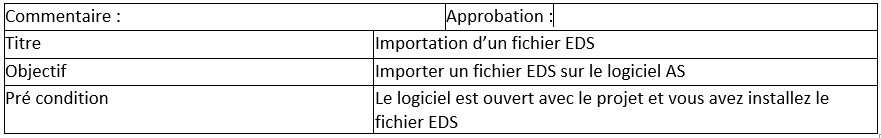 Commentaire : Approbation :
Titre Importation d’un fichier EDS
Objectif Importer un fichier EDS sur le logiciel AS
Pré condition Le logiciel est ouvert avec le projet et vous avez installez le
fichier EDS